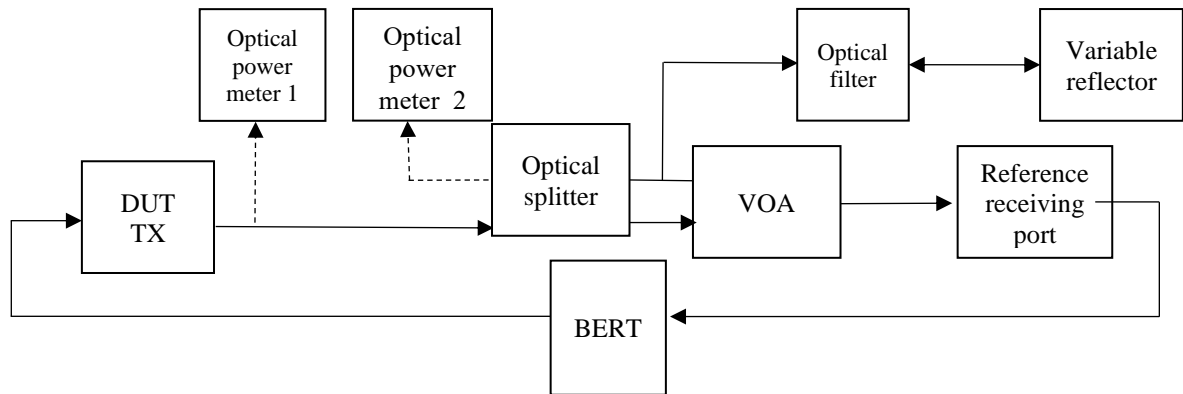 Optical
power
meter 1
Optical
power
meter 2
Optical
filter
Variable
reflector
DUT
TX
Optical
splitter
VOA
Reference
receiving
port
BERT